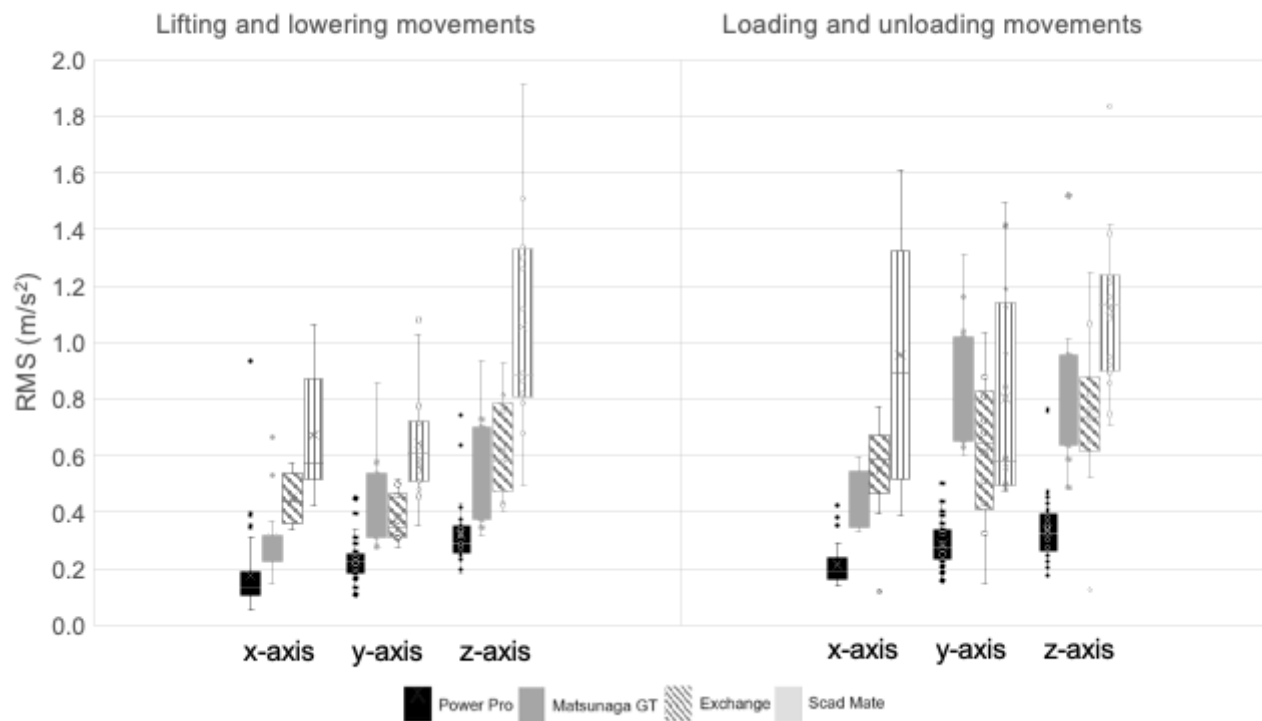 Lifting and lowering movements
Loading and unloading movements
2.0
1.8
1.6
1.4
1.2
1.0
0.8
0.6
0.4
0.2
0.0
RMS (m/s²)
x-axis y-axis z-axis
x-axis y-axis z-axis
Power Pro Matsunaga GT Exchange Scad Mate